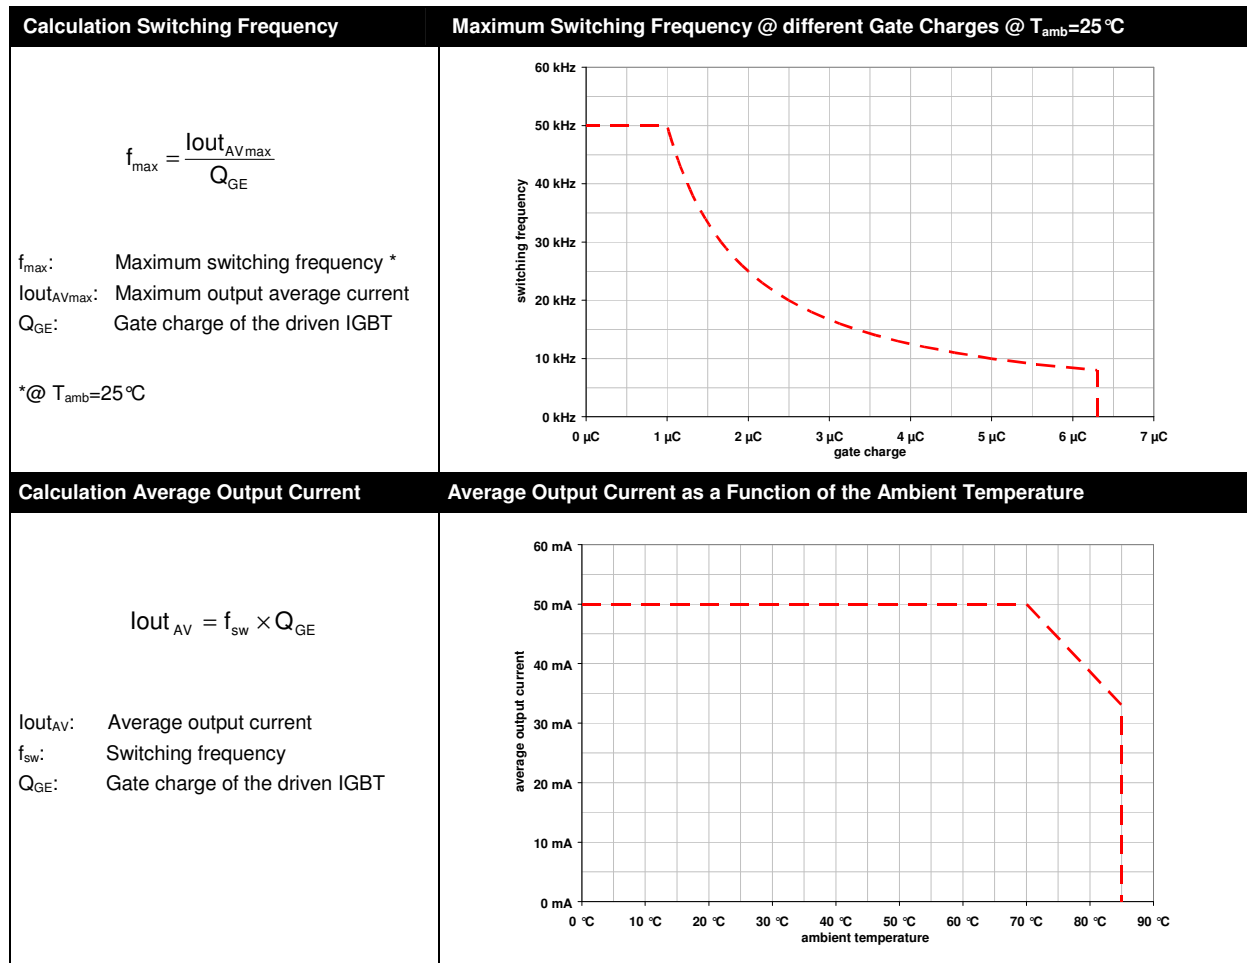 Calculation Switching Frequency
Maximum Switching Frequency @ different Gate Charges @ Tamb=25°C
fmax = IoutAVmax / QGE
fmax: Maximum switching frequency *
IoutAVmax: Maximum output average current
QGE: Gate charge of the driven IGBT
*@ Tamb=25°C
60 kHz
50 kHz
40 kHz
30 kHz
20 kHz
10 kHz
0 kHz
switching frequency
0 µC 1 µC 2 µC 3 µC 4 µC 5 µC 6 µC 7 µC
gate charge
Calculation Average Output Current
Average Output Current as a Function of the Ambient Temperature
Iout AV = fsw × QGE
IoutAV: Average output current
fsw: Switching frequency
QGE: Gate charge of the driven IGBT
60 mA
50 mA
40 mA
30 mA
20 mA
10 mA
0 mA
average output current
0 °C 10 °C 20 °C 30 °C 40 °C 50 °C 60 °C 70 °C 80 °C 90 °C
ambient temperature